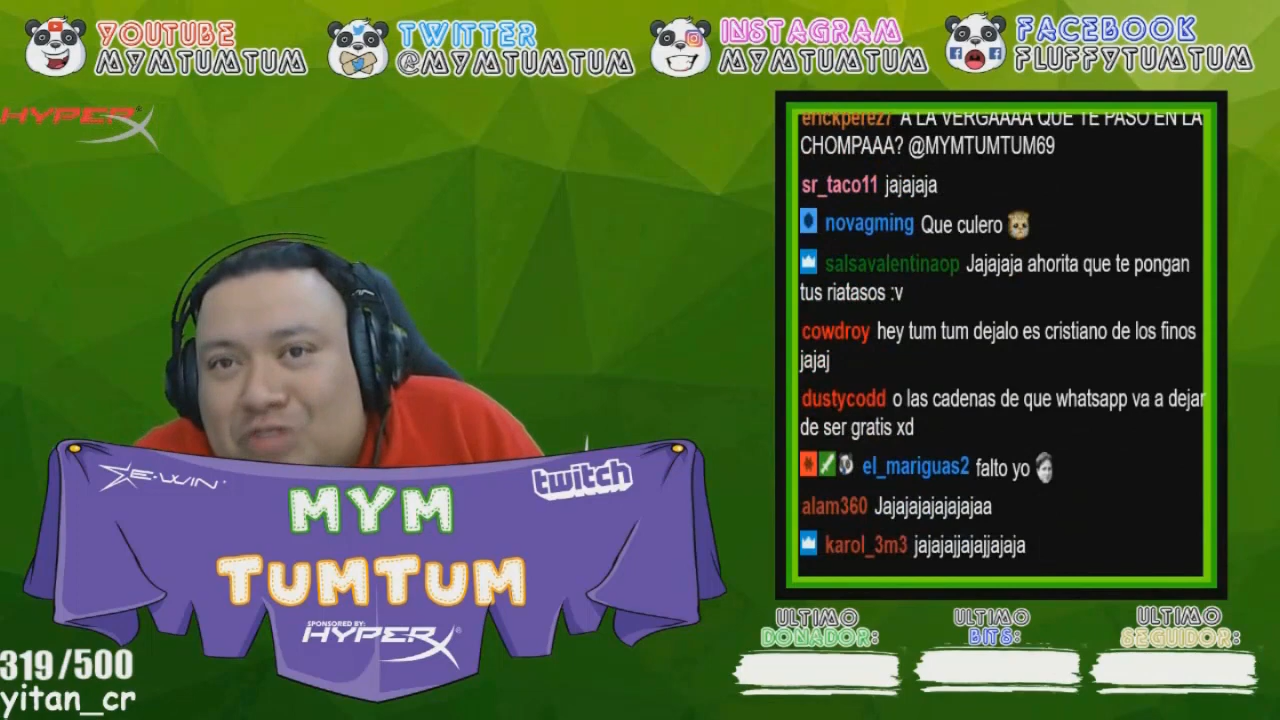 YOUTUBE
MYMTUMTUM
TWITTER
@MYMTUMTUM
INSTAGRAM
MYMTUMTUM
FACEBOOK
FLUFFYTUMTUM
HYPERX
erickperez7 A LA VERGAAAA QUE TE PASO EN LA
CHOMPAAA? @MYMTUMTUM69
sr_taco11 jajajaja
novagming Que culero
salsavalentinaop Jajajaja ahorita que te pongan
tus riatasos :v
cowdroy hey tum tum dejalo es cristiano de los finos
jajaj
dustycodd o las cadenas de que whatsapp va a dejar
de ser gratis xd
el_mariguas2 falto yo
alam360 Jajajajajajajajaa
karol_3m3 jajajajjajajjajaja
E-WIN
twitch
MYM
TUMTUM
SPONSORED BY:
HYPERX
319/500
yitan_cr
ULTIMO
DONADOR:
ULTIMO
BITS:
ULTIMO
SEGUIDOR: